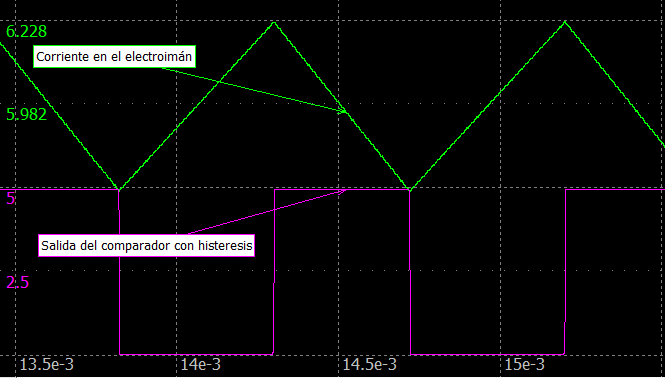 6.228
Corriente en el electroimán
5.982
5
Salida del comparador con histeresis
2.5
13.5e-3 14e-3 14.5e-3 15e-3